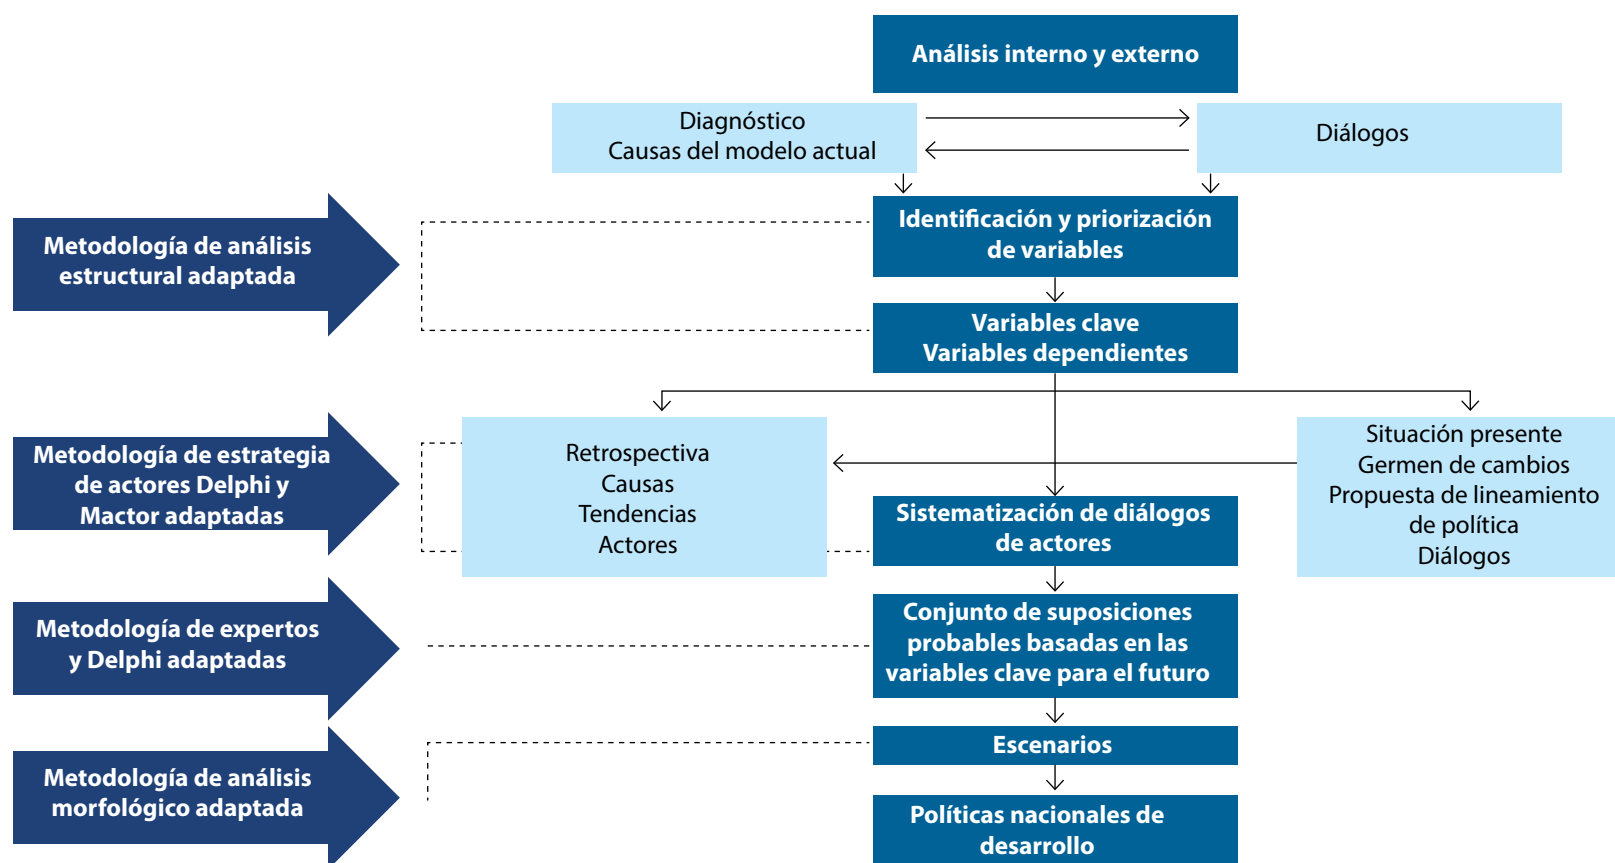 Análisis interno y externo
Diagnóstico
Causas del modelo actual
Diálogos
Metodología de análisis
estructural adaptada
Identificación y priorización
de variables
Variables clave
Variables dependientes
Metodología de estrategia
de actores Delphi y
Mactor adaptadas
Retrospectiva
Causas
Tendencias
Actores
Situación presente
Germen de cambios
Propuesta de lineamiento
de política
Diálogos
Sistematización de diálogos
de actores
Metodología de expertos
y Delphi adaptadas
Conjunto de suposiciones
probables basadas en las
variables clave para el futuro
Escenarios
Metodología de análisis
morfológico adaptada
Políticas nacionales de
desarrollo